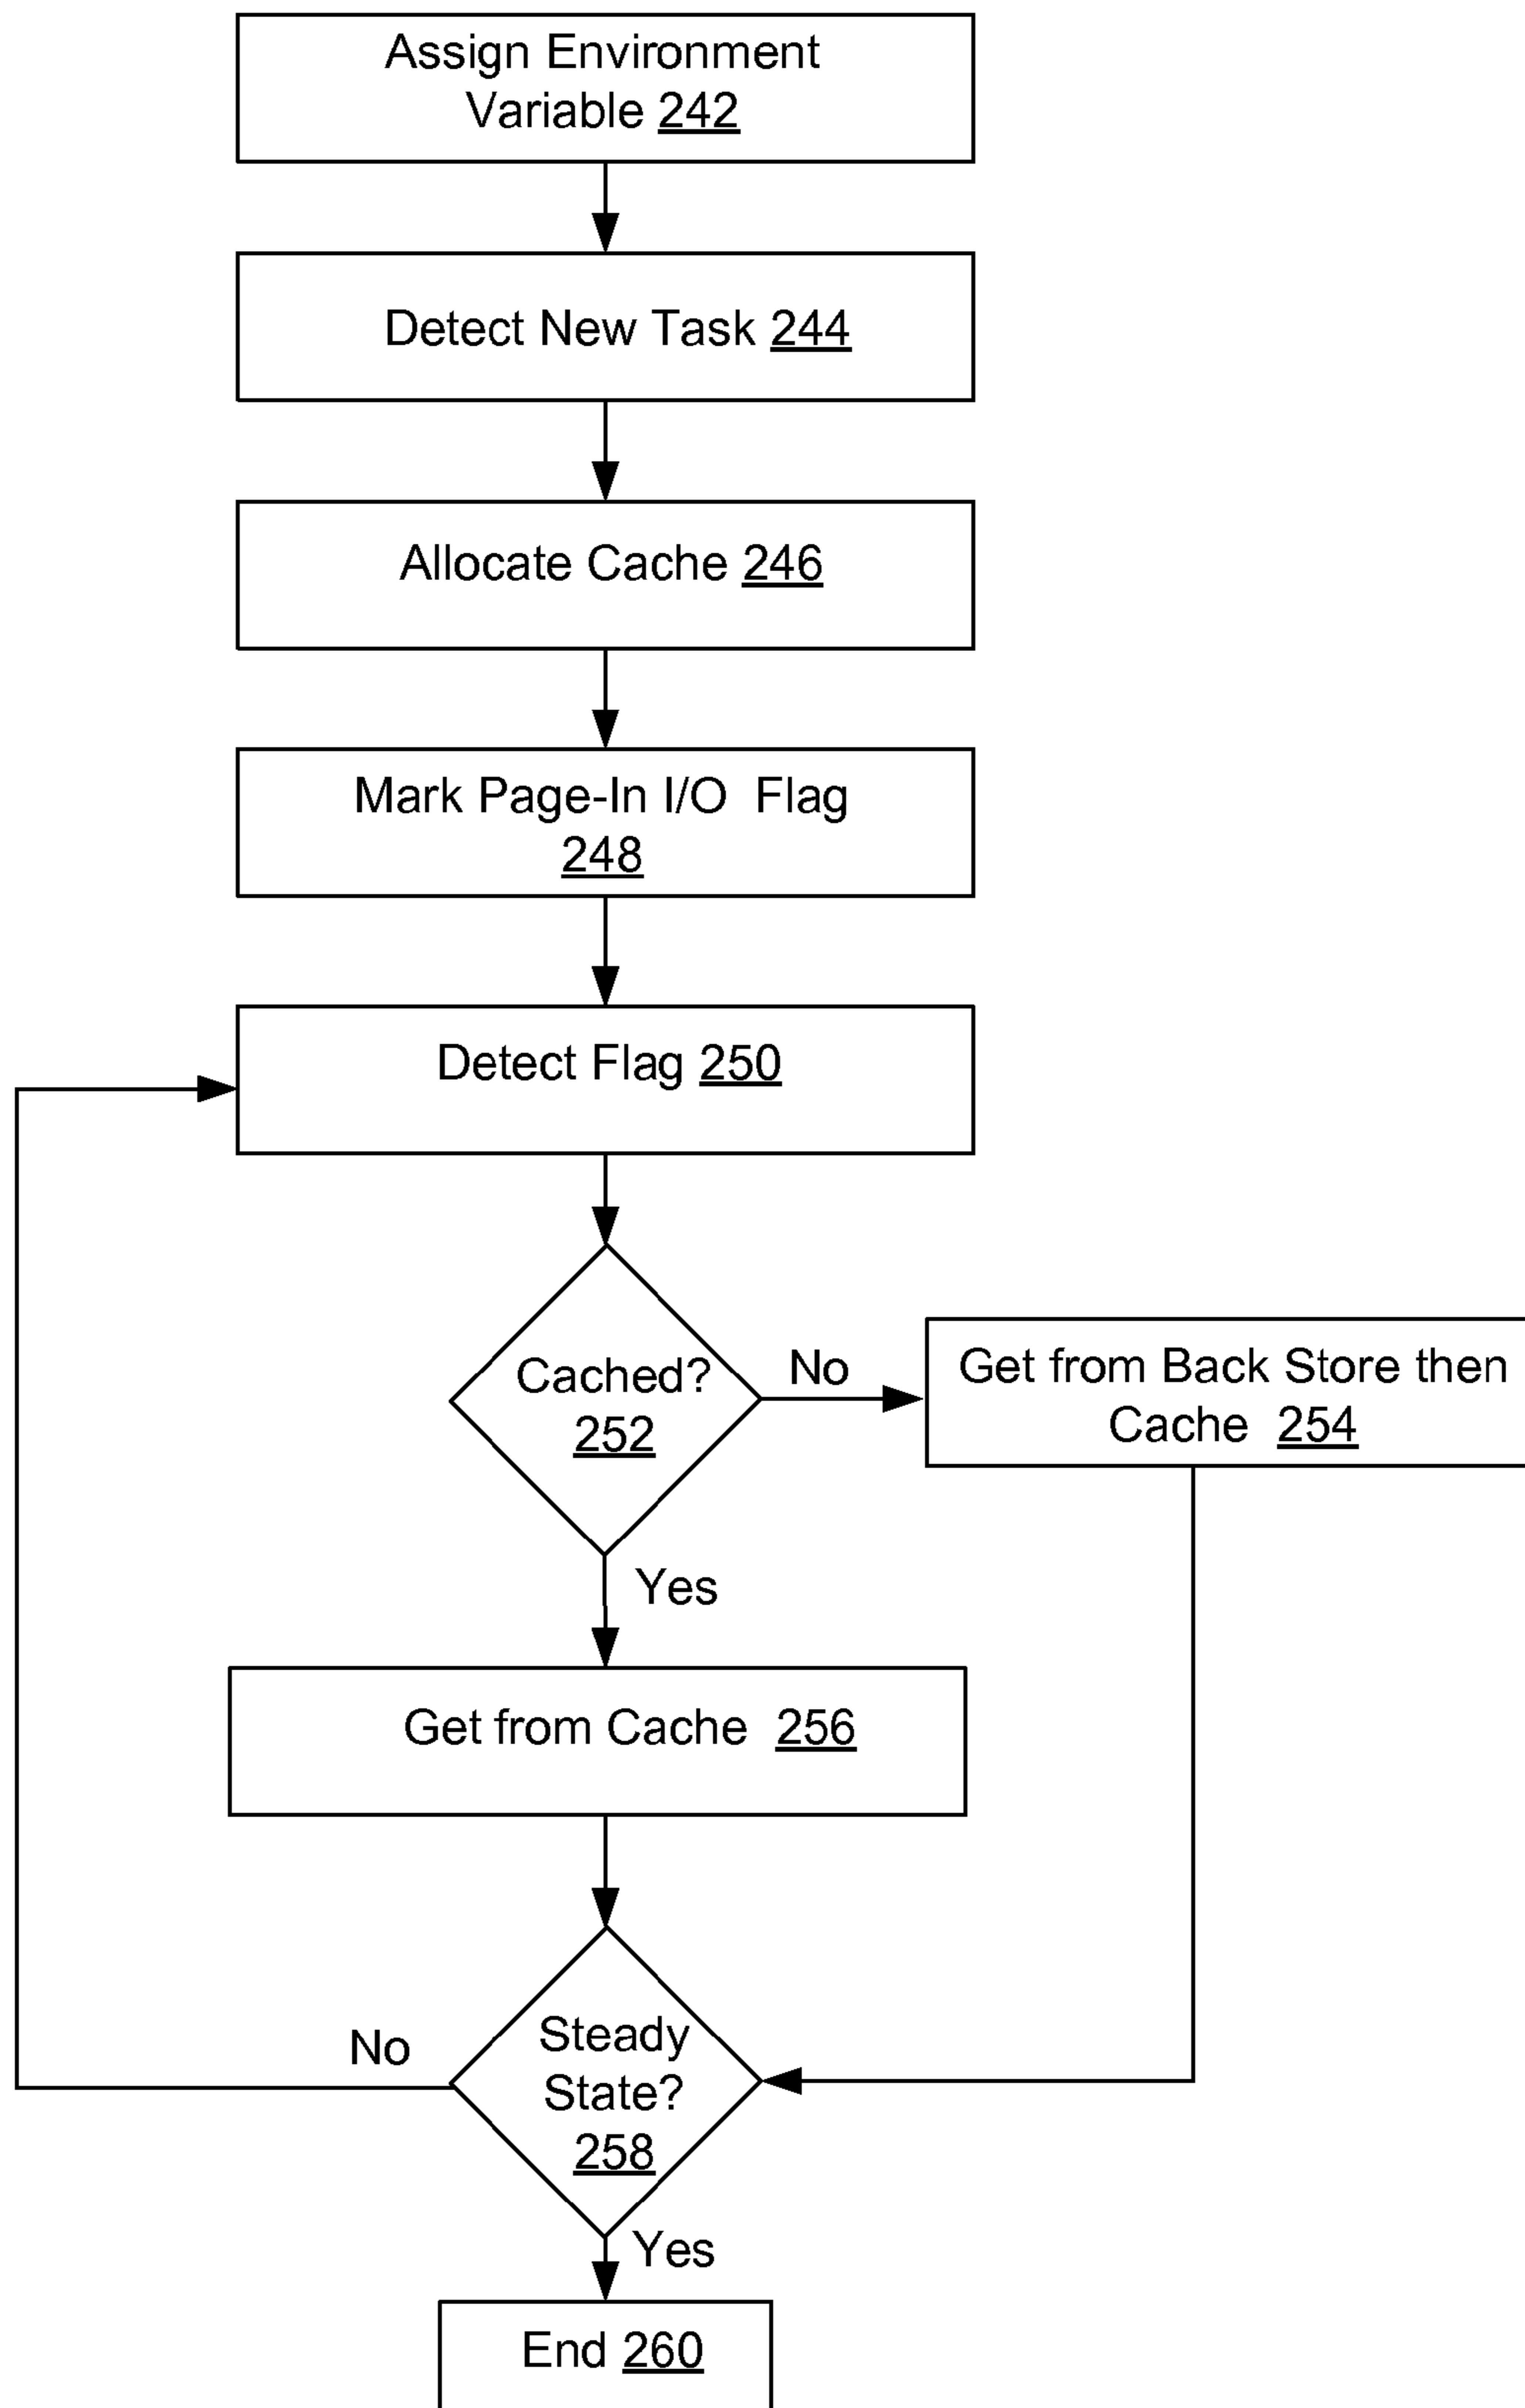 Assign Environment
Variable 242
Detect New Task 244
Allocate Cache 246
Mark Page-In I/O Flag
248
Detect Flag 250
Cached?
252
No
Get from Back Store then
Cache 254
Yes
Get from Cache 256
Steady
State?
258
No
Yes
End 260